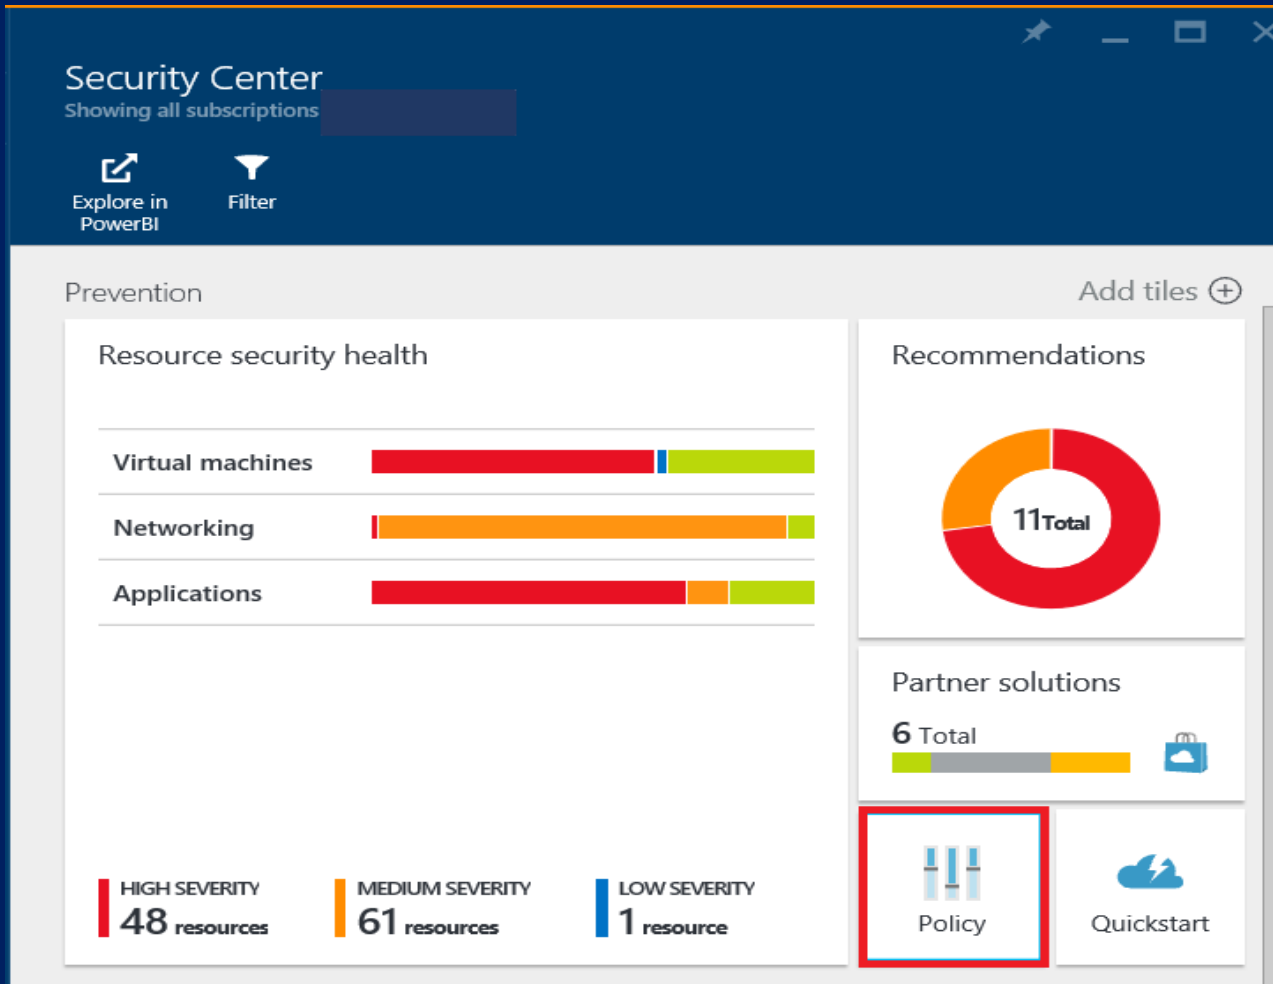 Security Center
Showing all subscriptions
Explore in
PowerBI
Filter
Prevention
Add tiles
Resource security health
Virtual machines
Networking
Applications
HIGH SEVERITY
48 resources
MEDIUM SEVERITY
61 resources
LOW SEVERITY
1 resource
Recommendations
11 Total
Partner solutions
6 Total
Policy
Quickstart